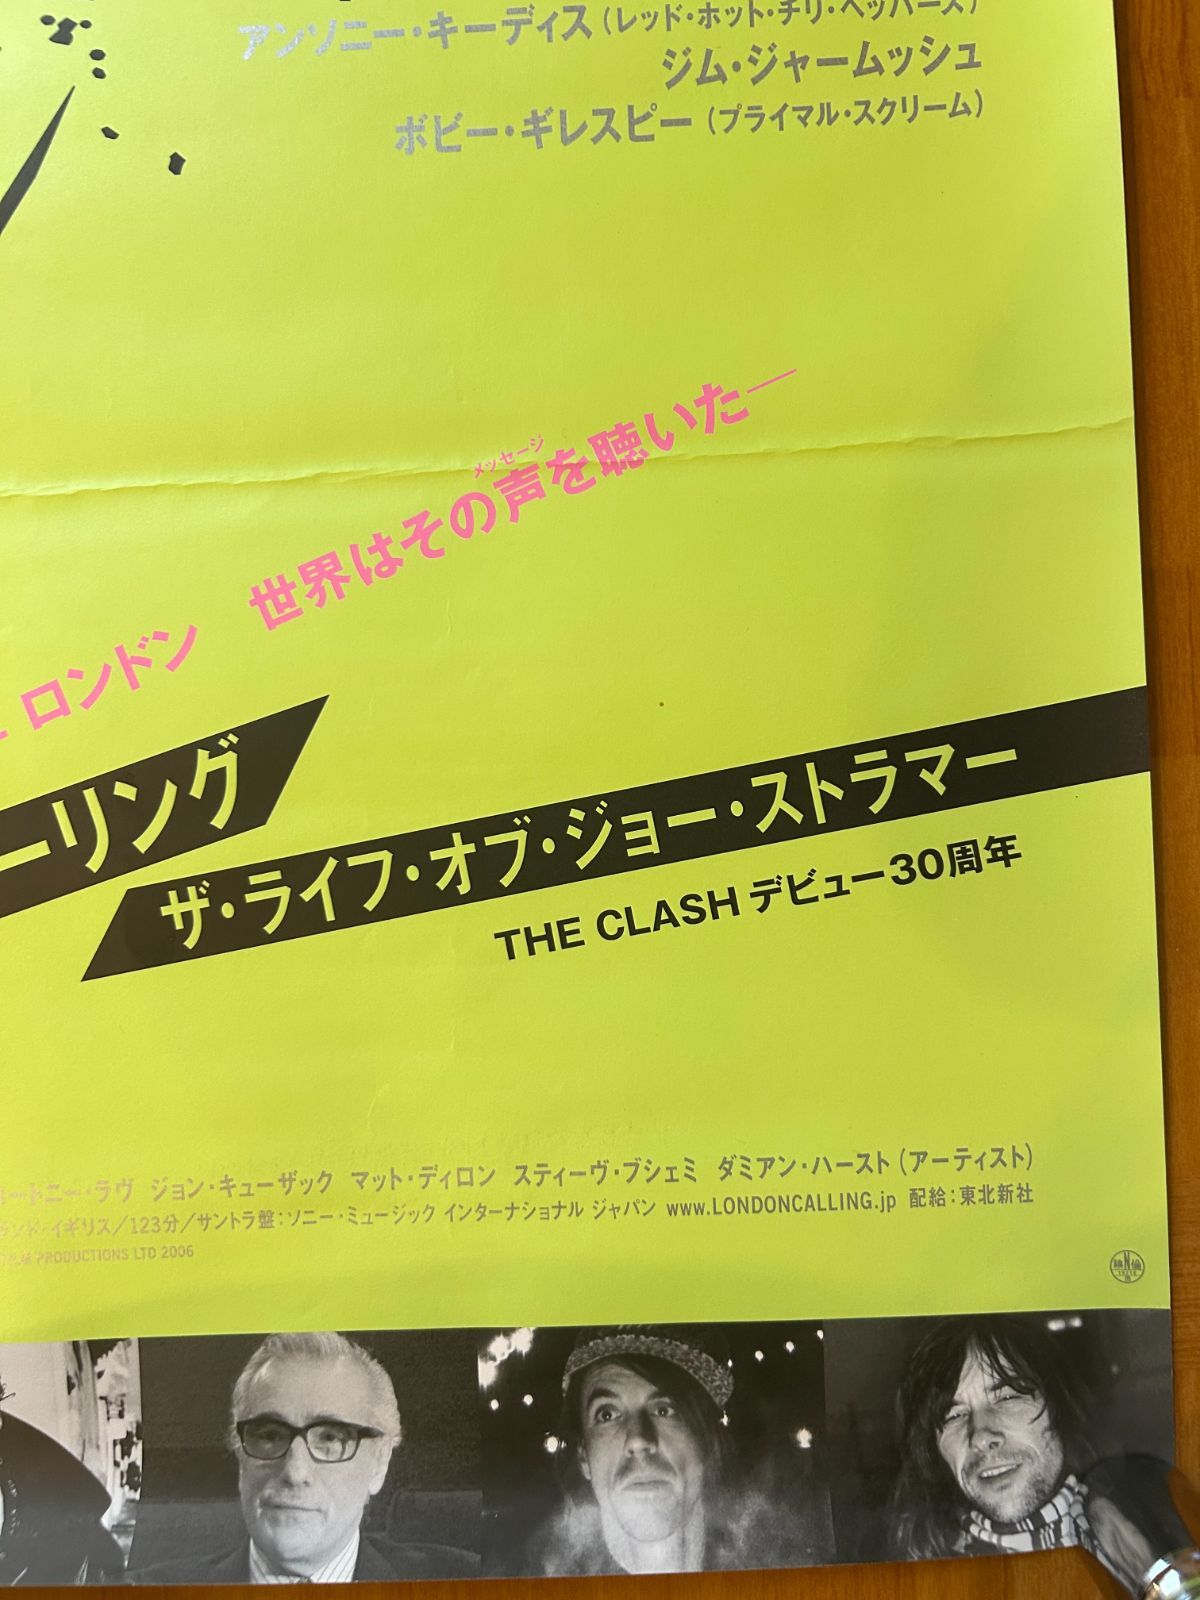 アンソニー・キーディス（レッド・ホット・チリ・ペッパーズ）
ジム・ジャームッシュ
ボビー・ギレスピー（プライマル・スクリーム）
ロンドン 世界はその声を聴いた―
メッセージ
ーリング
ザ・ライフ・オブ・ジョー・ストラマー
THE CLASH デビュー30周年
ートニー・ラヴ ジョン・キューザック マット・ディロン スティーヴ・ブシェミ ダミアン・ハースト（アーティスト）
ランド・イギリス／123分／サントラ盤：ソニー・ミュージック インターナショナル ジャパン www.LONDONCALLING.jp 配給：東北新社
PRODUCTIONS LTD 2006
映N倫